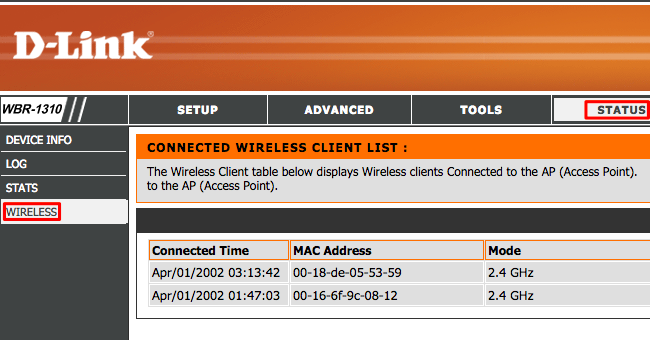 D-Link
WBR-1310 SETUP ADVANCED TOOLS STATUS
DEVICE INFO
LOG
STATS
WIRELESS
CONNECTED WIRELESS CLIENT LIST :
The Wireless Client table below displays Wireless clients Connected to the AP (Access Point).
to the AP (Access Point).
Connected Time MAC Address Mode
Apr/01/2002 03:13:42 00-18-de-05-53-59 2.4 GHz
Apr/01/2002 01:47:03 00-16-6f-9c-08-12 2.4 GHz